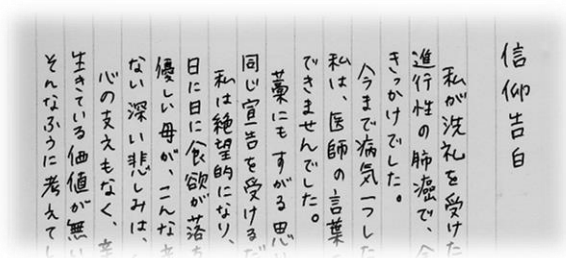 信仰告白
私が洗礼を受けた
進行性の肺癌で、
きっかけでした。
今まで病気一つした
私は、医師の言葉
できませんでした。
藁にもすがる思い
同じ宣告を受けるだ
私は絶望的になり、
日に日に食欲が落ち
優しい母が、こんな
ない深い悲しみは、
心の支えもなく、
生きている価値が無い
そんなふうに考えてし